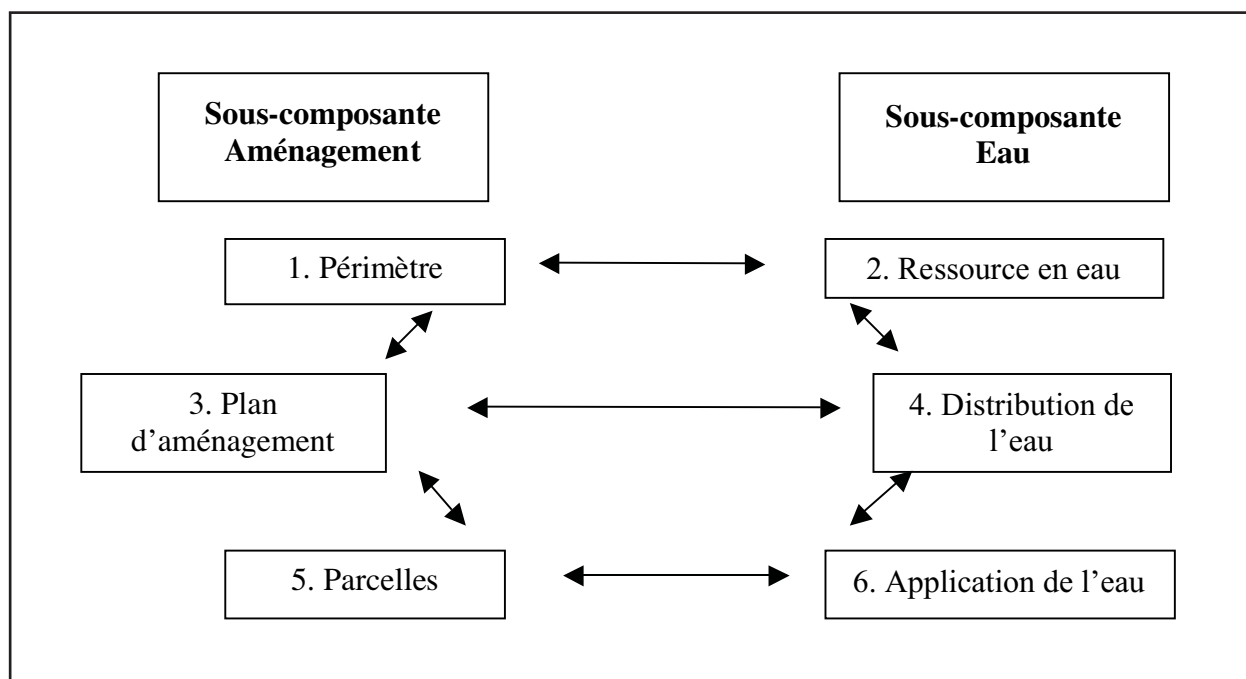 Sous-composante
Aménagement
Sous-composante
Eau
1. Périmètre
2. Ressource en eau
3. Plan
d’aménagement
4. Distribution de
l’eau
5. Parcelles
6. Application de l’eau